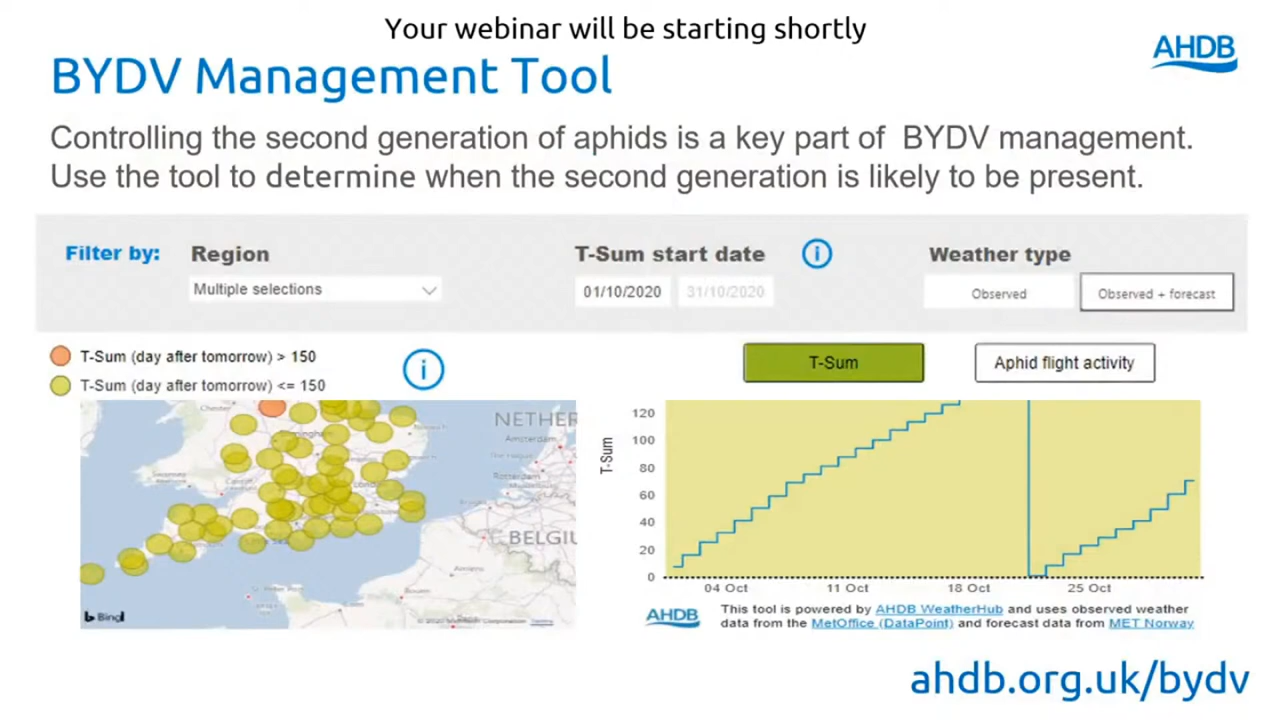 Your webinar will be starting shortly
AHDB
BYDV Management Tool
Controlling the second generation of aphids is a key part of BYDV management.
Use the tool to determine when the second generation is likely to be present.
Filter by:
Region
T-Sum start date
Weather type
Multiple selections
01/10/2020
31/10/2020
Observed
Observed + forecast
T-Sum (day after tomorrow) > 150
T-Sum (day after tomorrow) <= 150
T-Sum
Aphid flight activity
Chester
NETHER
Norwich
Amsterdam
Rotterdam
London
BELGIU
Amiens
Rouen
Bing
Terms
T-Sum
120
100
80
60
40
20
0
04 Oct
11 Oct
18 Oct
25 Oct
AHDB
This tool is powered by AHDB WeatherHub and uses observed weather
data from the MetOffice (DataPoint) and forecast data from MET Norway
ahdb.org.uk/bydv